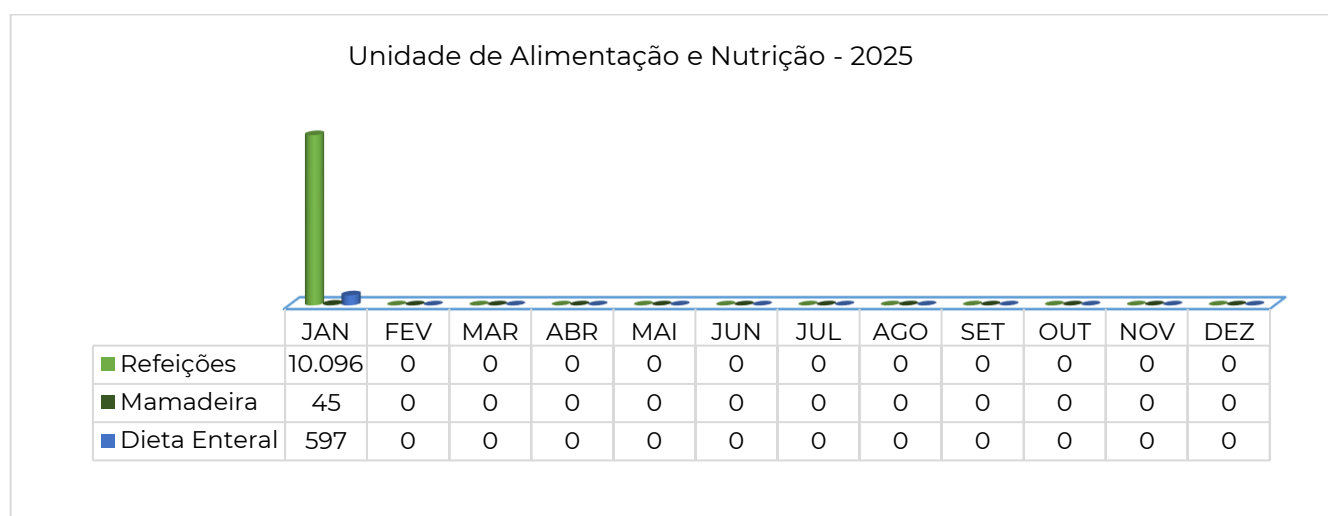 Unidade de Alimentação e Nutrição - 2025
JAN FEV MAR ABR MAI JUN JUL AGO SET OUT NOV DEZ
Refeições 10.096 0 0 0 0 0 0 0 0 0 0 0
Mamadeira 45 0 0 0 0 0 0 0 0 0 0 0
Dieta Enteral 597 0 0 0 0 0 0 0 0 0 0 0